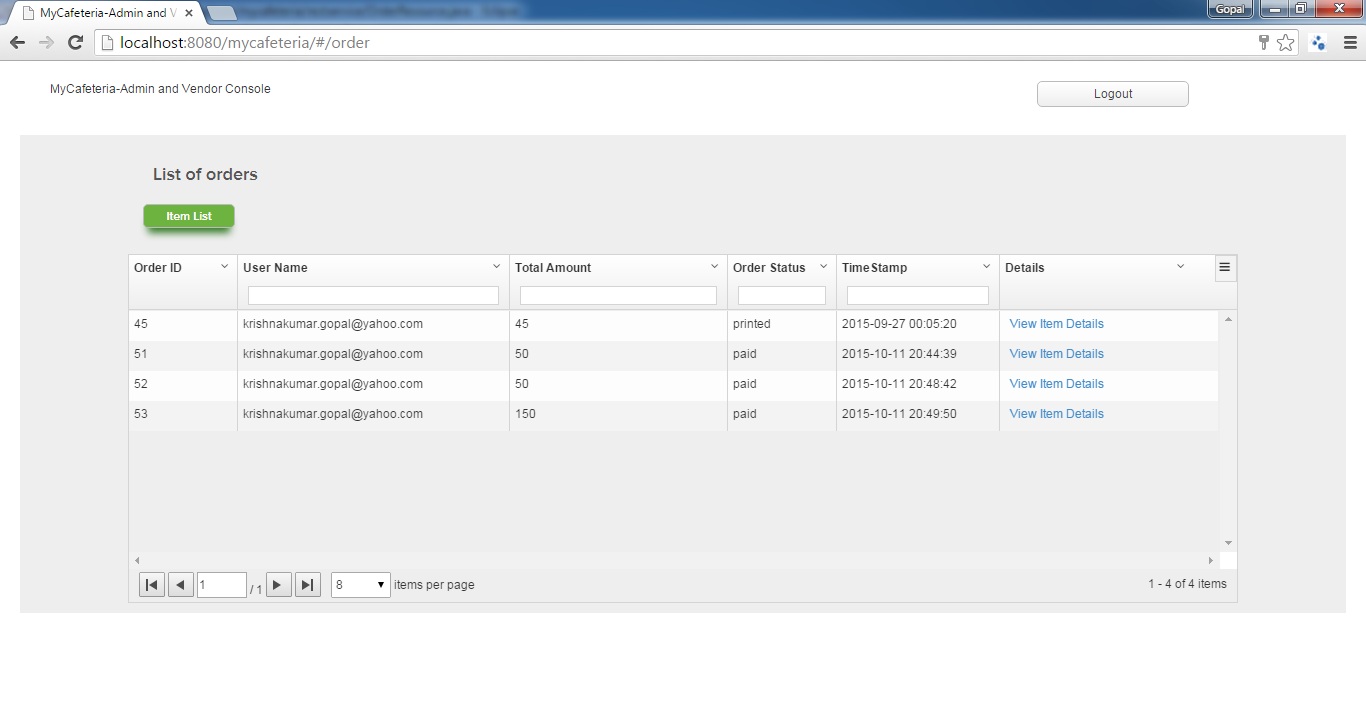 MyCafeteria-Admin and V
Gopal
localhost:8080/mycafeteria/#/order
MyCafeteria-Admin and Vendor Console
Logout
List of orders
Item List
Order ID User Name Total Amount Order Status TimeStamp Details
45 krishnakumar.gopal@yahoo.com 45 printed 2015-09-27 00:05:20 View Item Details
51 krishnakumar.gopal@yahoo.com 50 paid 2015-10-11 20:44:39 View Item Details
52 krishnakumar.gopal@yahoo.com 50 paid 2015-10-11 20:48:42 View Item Details
53 krishnakumar.gopal@yahoo.com 150 paid 2015-10-11 20:49:50 View Item Details
1 / 1 8 items per page 1 - 4 of 4 items